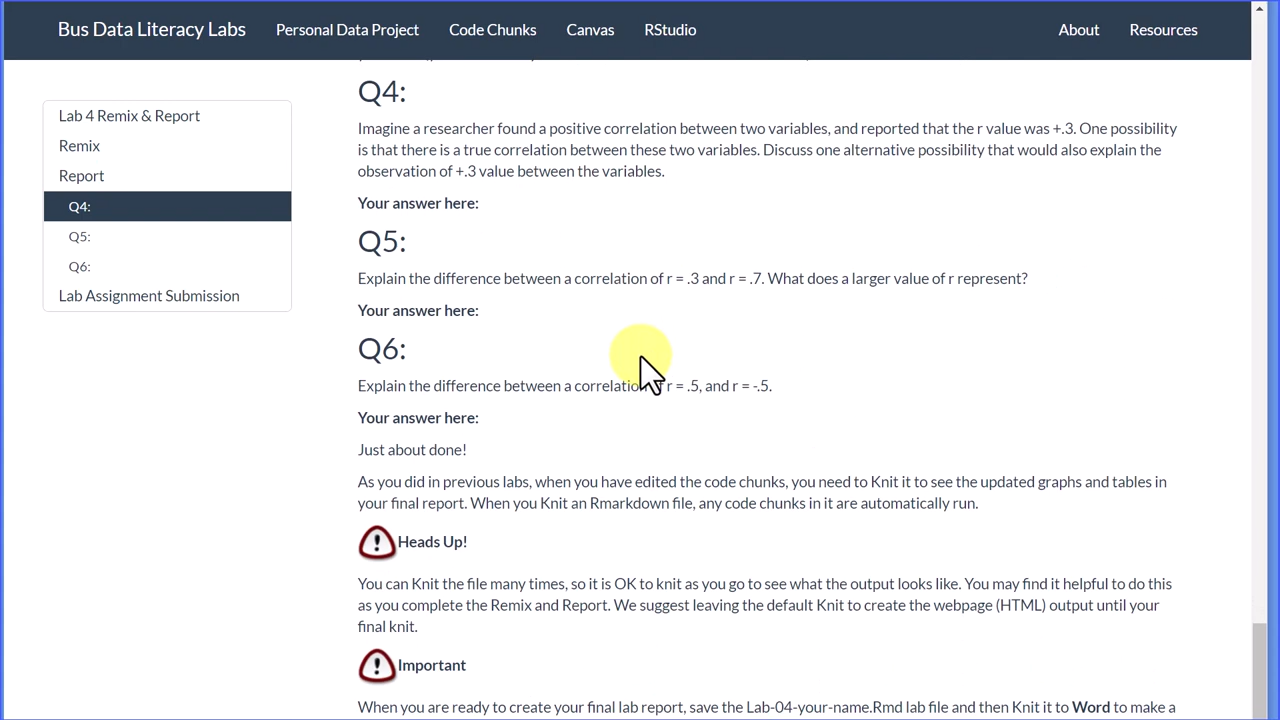 Bus Data Literacy Labs
Personal Data Project
Code Chunks
Canvas
RStudio
About
Resources
Lab 4 Remix & Report
Remix
Report
Q4:
Q5:
Q6:
Lab Assignment Submission
Q4:
Imagine a researcher found a positive correlation between two variables, and reported that the r value was +.3. One possibility
is that there is a true correlation between these two variables. Discuss one alternative possibility that would also explain the
observation of +.3 value between the variables.
Your answer here:
Q5:
Explain the difference between a correlation of r = .3 and r = .7. What does a larger value of r represent?
Your answer here:
Q6:
Explain the difference between a correlation of r = .5, and r = -.5.
Your answer here:
Just about done!
As you did in previous labs, when you have edited the code chunks, you need to Knit it to see the updated graphs and tables in
your final report. When you Knit an Rmarkdown file, any code chunks in it are automatically run.
Heads Up!
You can Knit the file many times, so it is OK to knit as you go to see what the output looks like. You may find it helpful to do this
as you complete the Remix and Report. We suggest leaving the default Knit to create the webpage (HTML) output until your
final knit.
Important
When you are ready to create your final lab report, save the Lab-04-your-name.Rmd lab file and then Knit it to Word to make a